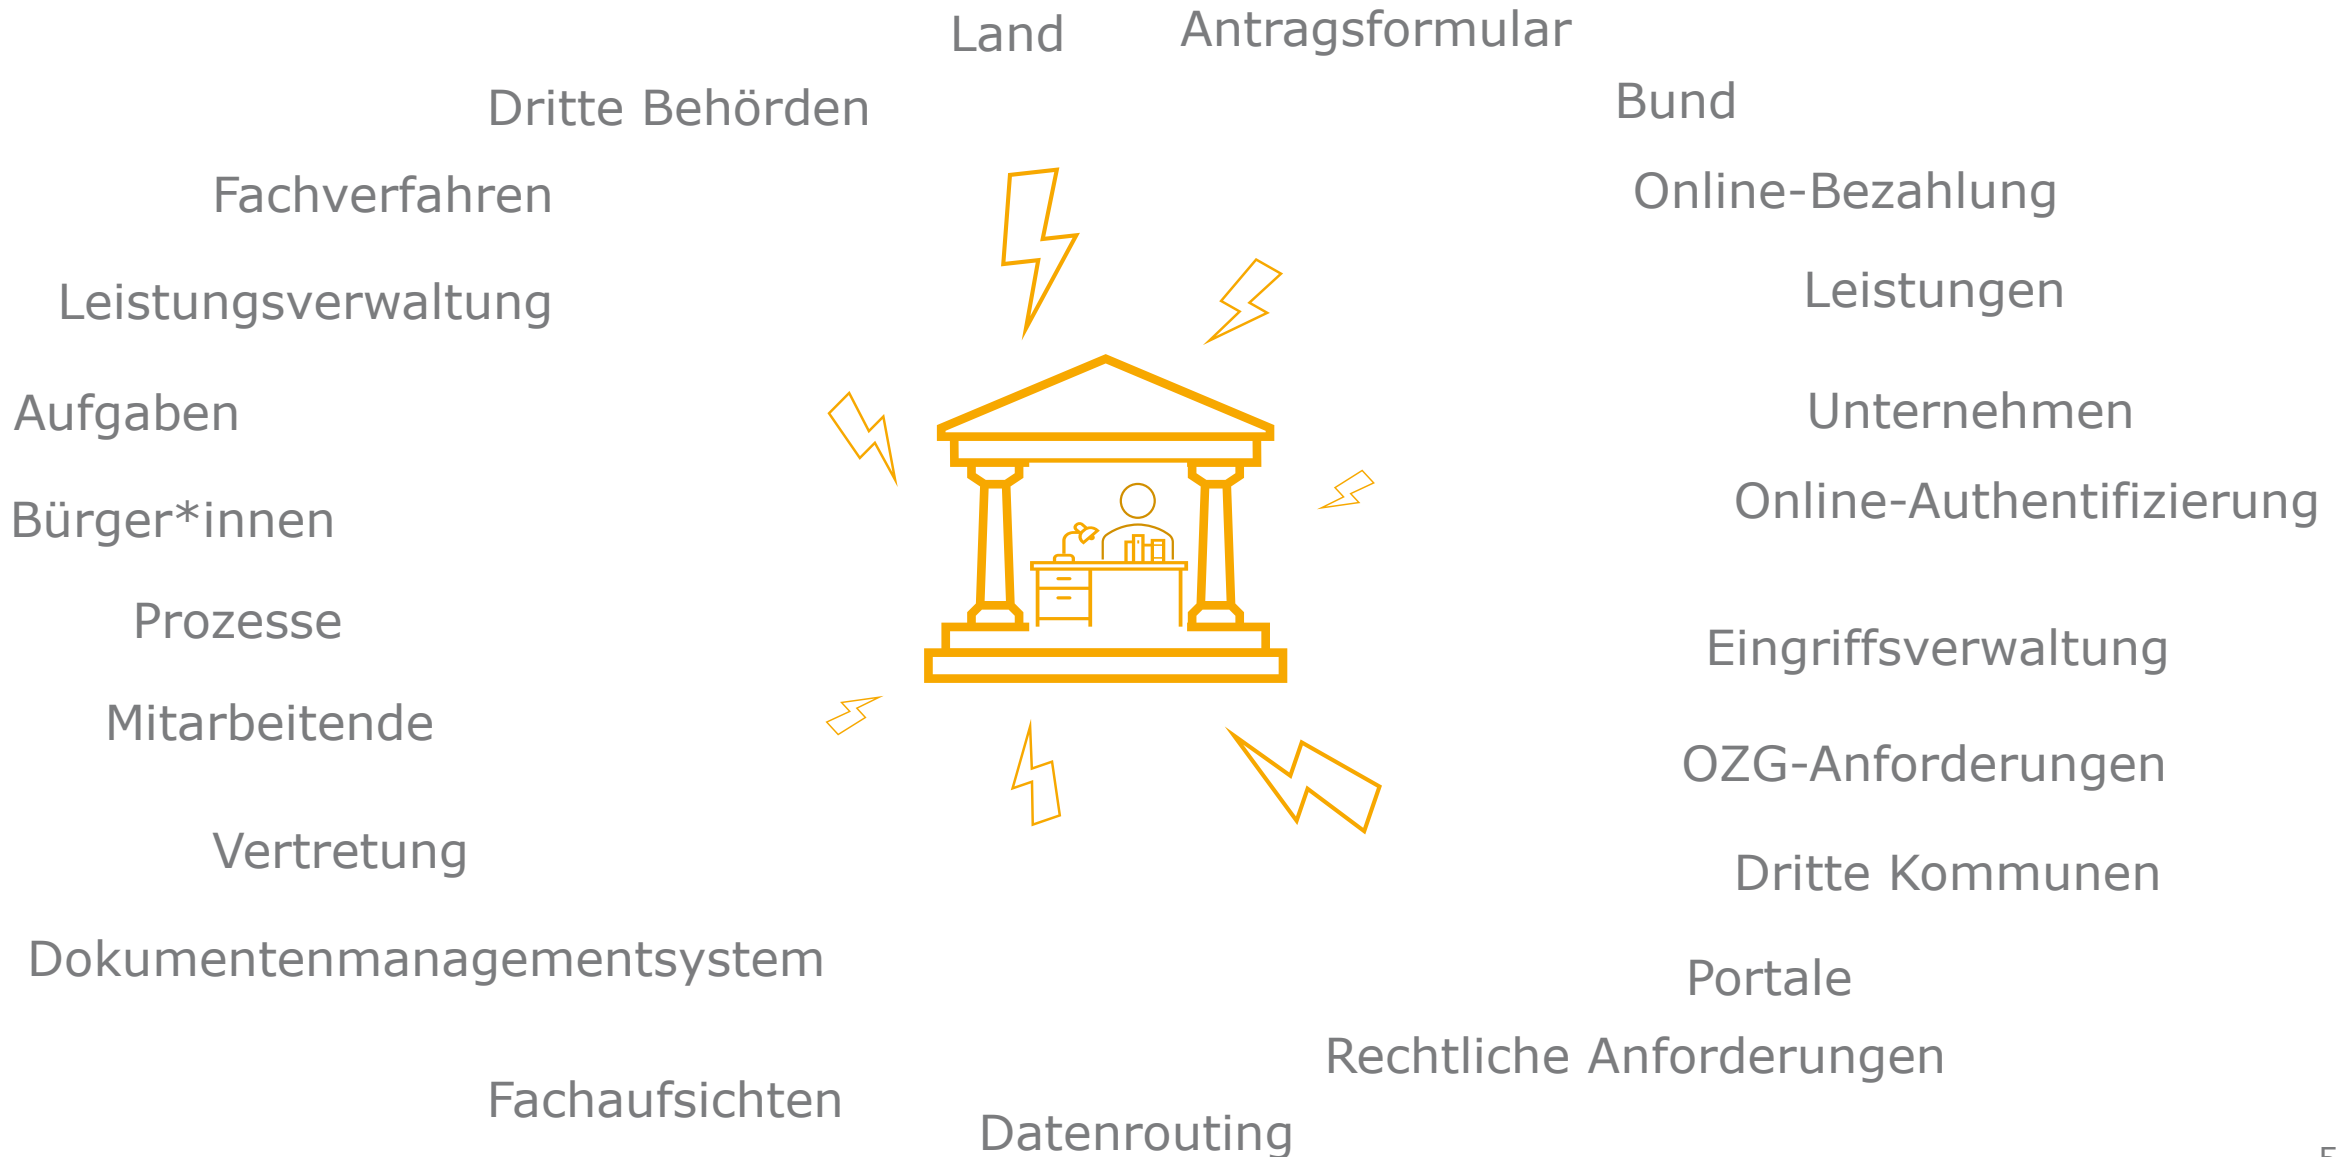 Land
Antragsformular
Dritte Behörden
Bund
Fachverfahren
Online-Bezahlung
Leistungsverwaltung
Leistungen
Aufgaben
Unternehmen
Bürger*innen
Online-Authentifizierung
Prozesse
Eingriffsverwaltung
Mitarbeitende
OZG-Anforderungen
Vertretung
Dritte Kommunen
Dokumentenmanagementsystem
Portale
Rechtliche Anforderungen
Fachaufsichten
Datenrouting